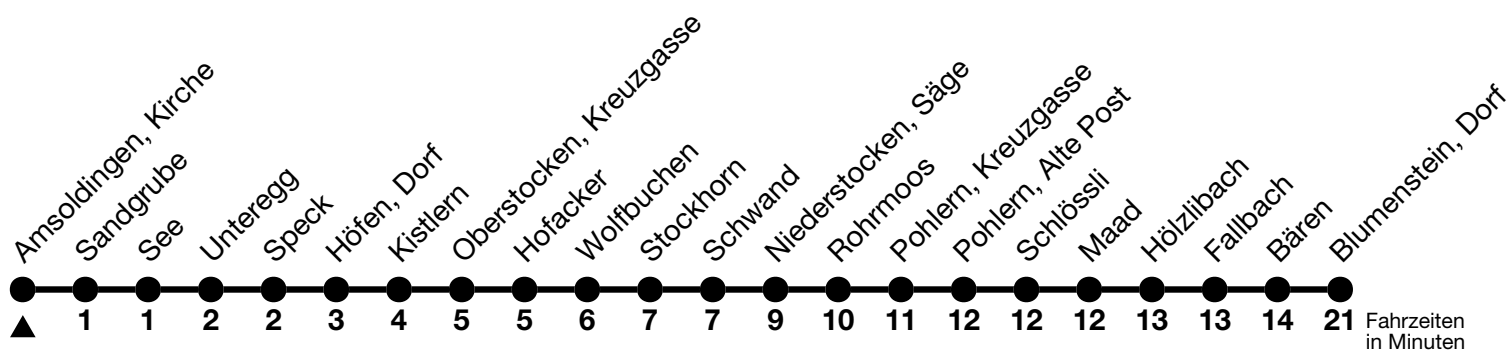 Amsoldingen, Kirche
Sandgrube
See
Unteregg
Speck
Höfen, Dorf
Kistlern
Oberstocken, Kreuzgasse
Hofacker
Wolfbuchen
Stockhorn
Schwand
Niederstocken, Säge
Rohrmoos
Pohlern, Kreuzgasse
Pohlern, Alte Post
Schlössli
Maad
Hölzlibach
Fallbach
Bären
Blumenstein, Dorf
1 1 2 2 3 4 5 5 6 7 7 9 10 11 12 12 12 13 13 14 21
Fahrzeiten
in Minuten